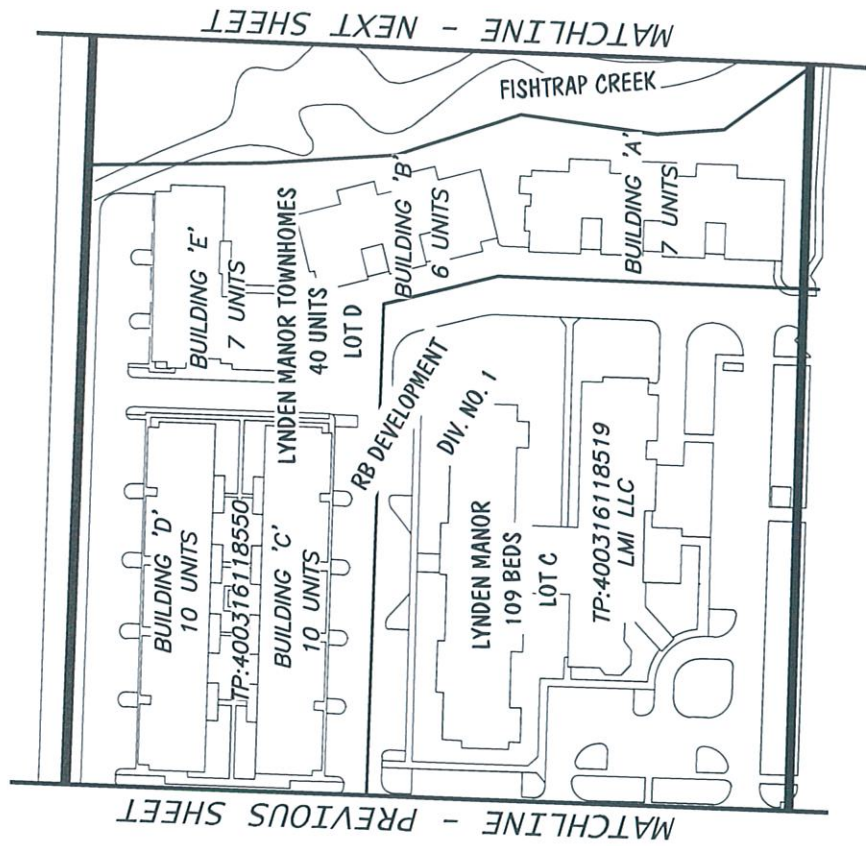 MATCHLINE - NEXT SHEET
FISHTRAP CREEK
BUILDING 'E'
7 UNITS
LYNDEN MANOR TOWNHOMES
40 UNITS
LOT D
BUILDING 'B'
6 UNITS
BUILDING 'A'
7 UNITS
RB DEVELOPMENT
DIV. NO. 1
BUILDING 'D'
10 UNITS
TP:400316118550
BUILDING 'C'
10 UNITS
LYNDEN MANOR
109 BEDS
LOT C
TP:400316118519
LMI LLC
MATCHLINE - PREVIOUS SHEET